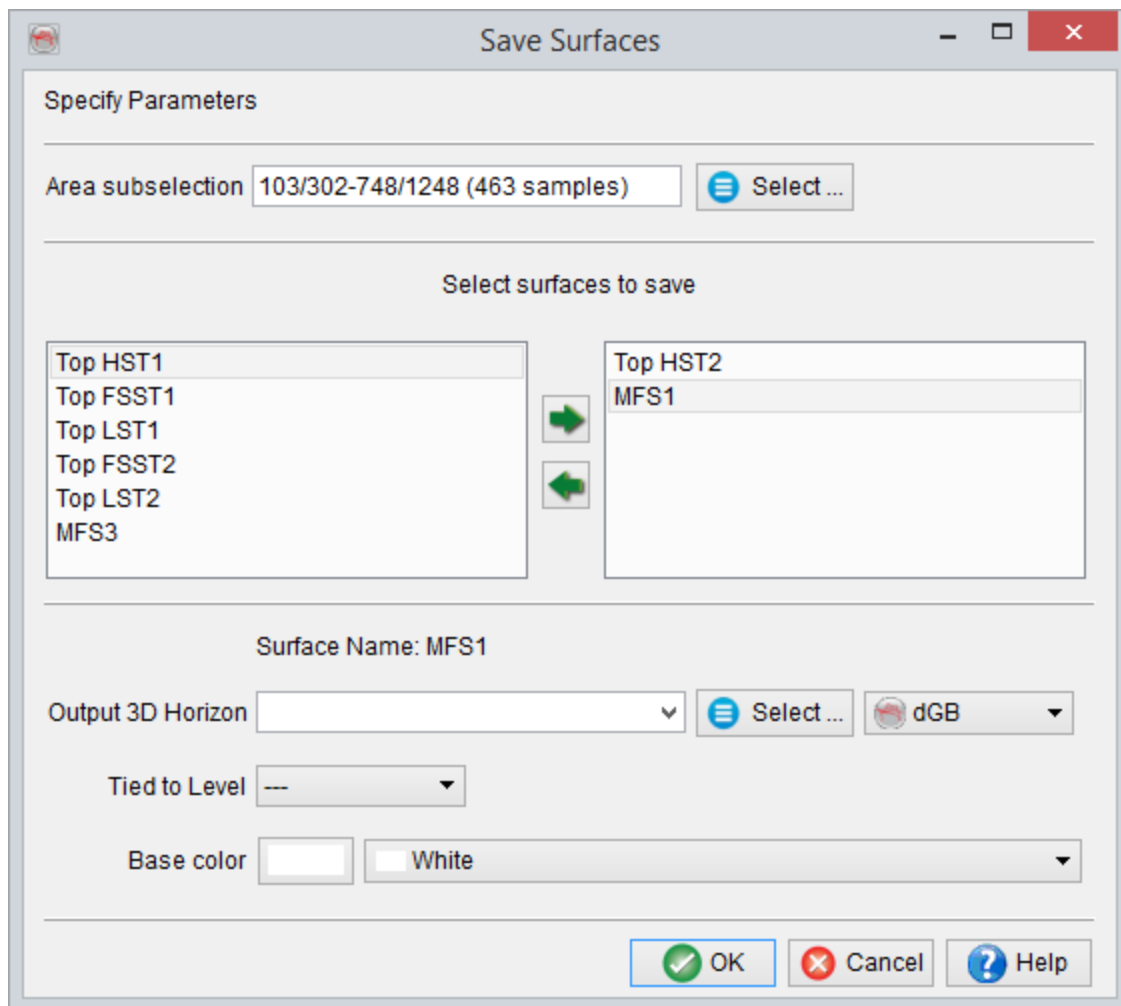 Save Surfaces
Specify Parameters
Area subselection 103/302-748/1248 (463 samples) Select ...
Select surfaces to save
Top HST1
Top FSST1
Top LST1
Top FSST2
Top LST2
MFS3
Top HST2
MFS1
Surface Name: MFS1
Output 3D Horizon Select ... dGB
Tied to Level ---
Base color White
OK Cancel Help